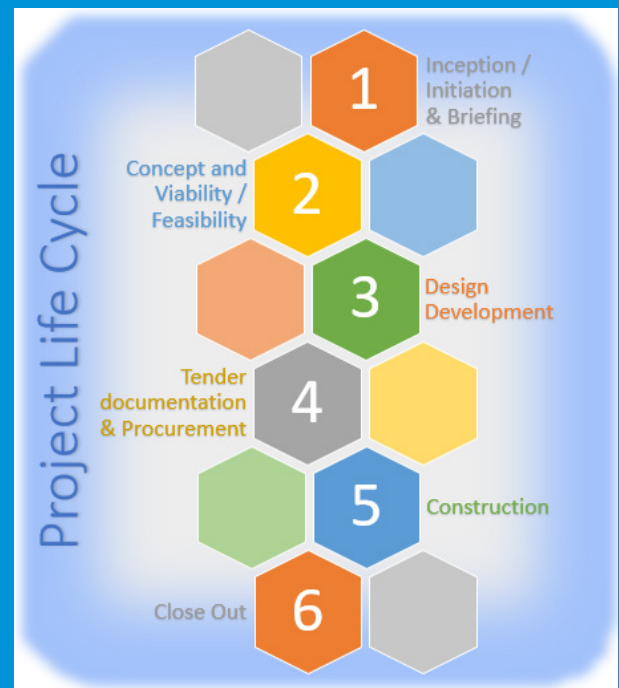 Project Life Cycle
1
Inception /
Initiation
& Briefing
Concept and
Viability /
Feasibility
2
3
Design
Development
Tender
documentation
& Procurement
4
5
Construction
Close Out
6